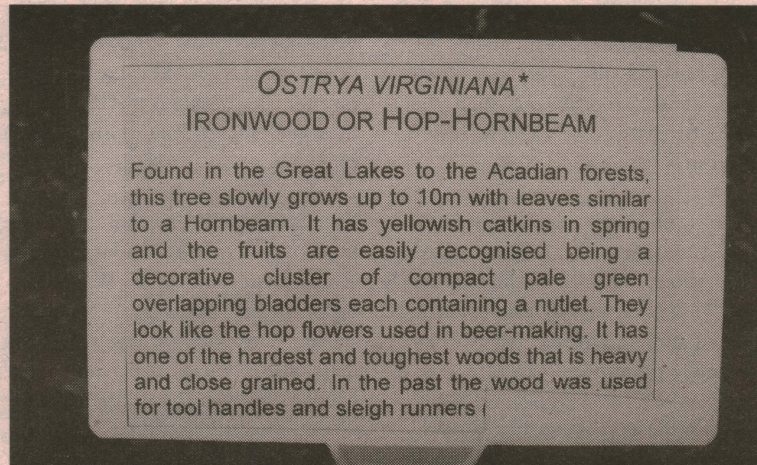 OSTRYA VIRGINIANA*
IRONWOOD OR HOP-HORNBEAM
Found in the Great Lakes to the Acadian forests,
this tree slowly grows up to 10m with leaves similar
to a Hornbeam. It has yellowish catkins in spring
and the fruits are easily recognised being a
decorative cluster of compact pale green
overlapping bladders each containing a nutlet. They
look like the hop flowers used in beer-making. It has
one of the hardest and toughest woods that is heavy
and close grained. In the past the wood was used
for tool handles and sleigh runners